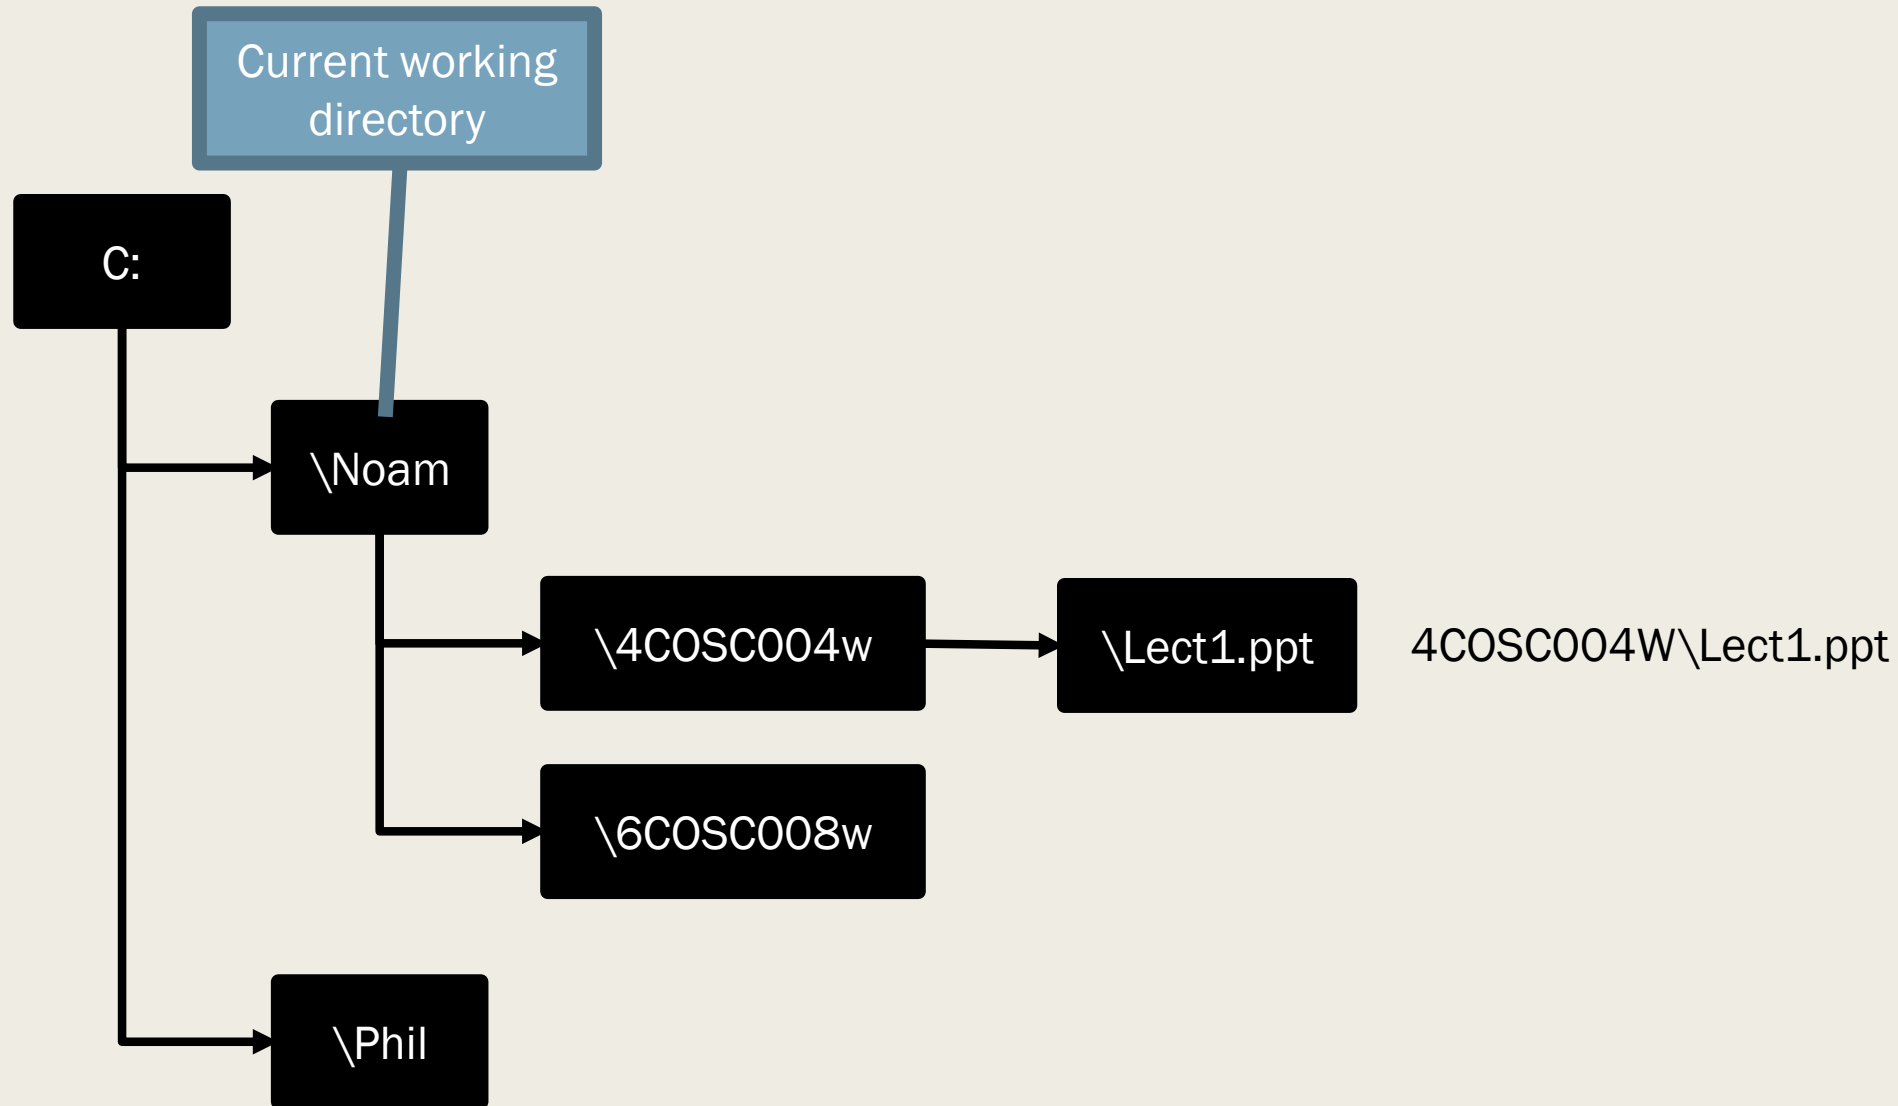 Current working
directory
C:
\Noam
\4COSC004w
\Lect1.ppt
4COSC004W\Lect1.ppt
\6COSC008w
\Phil